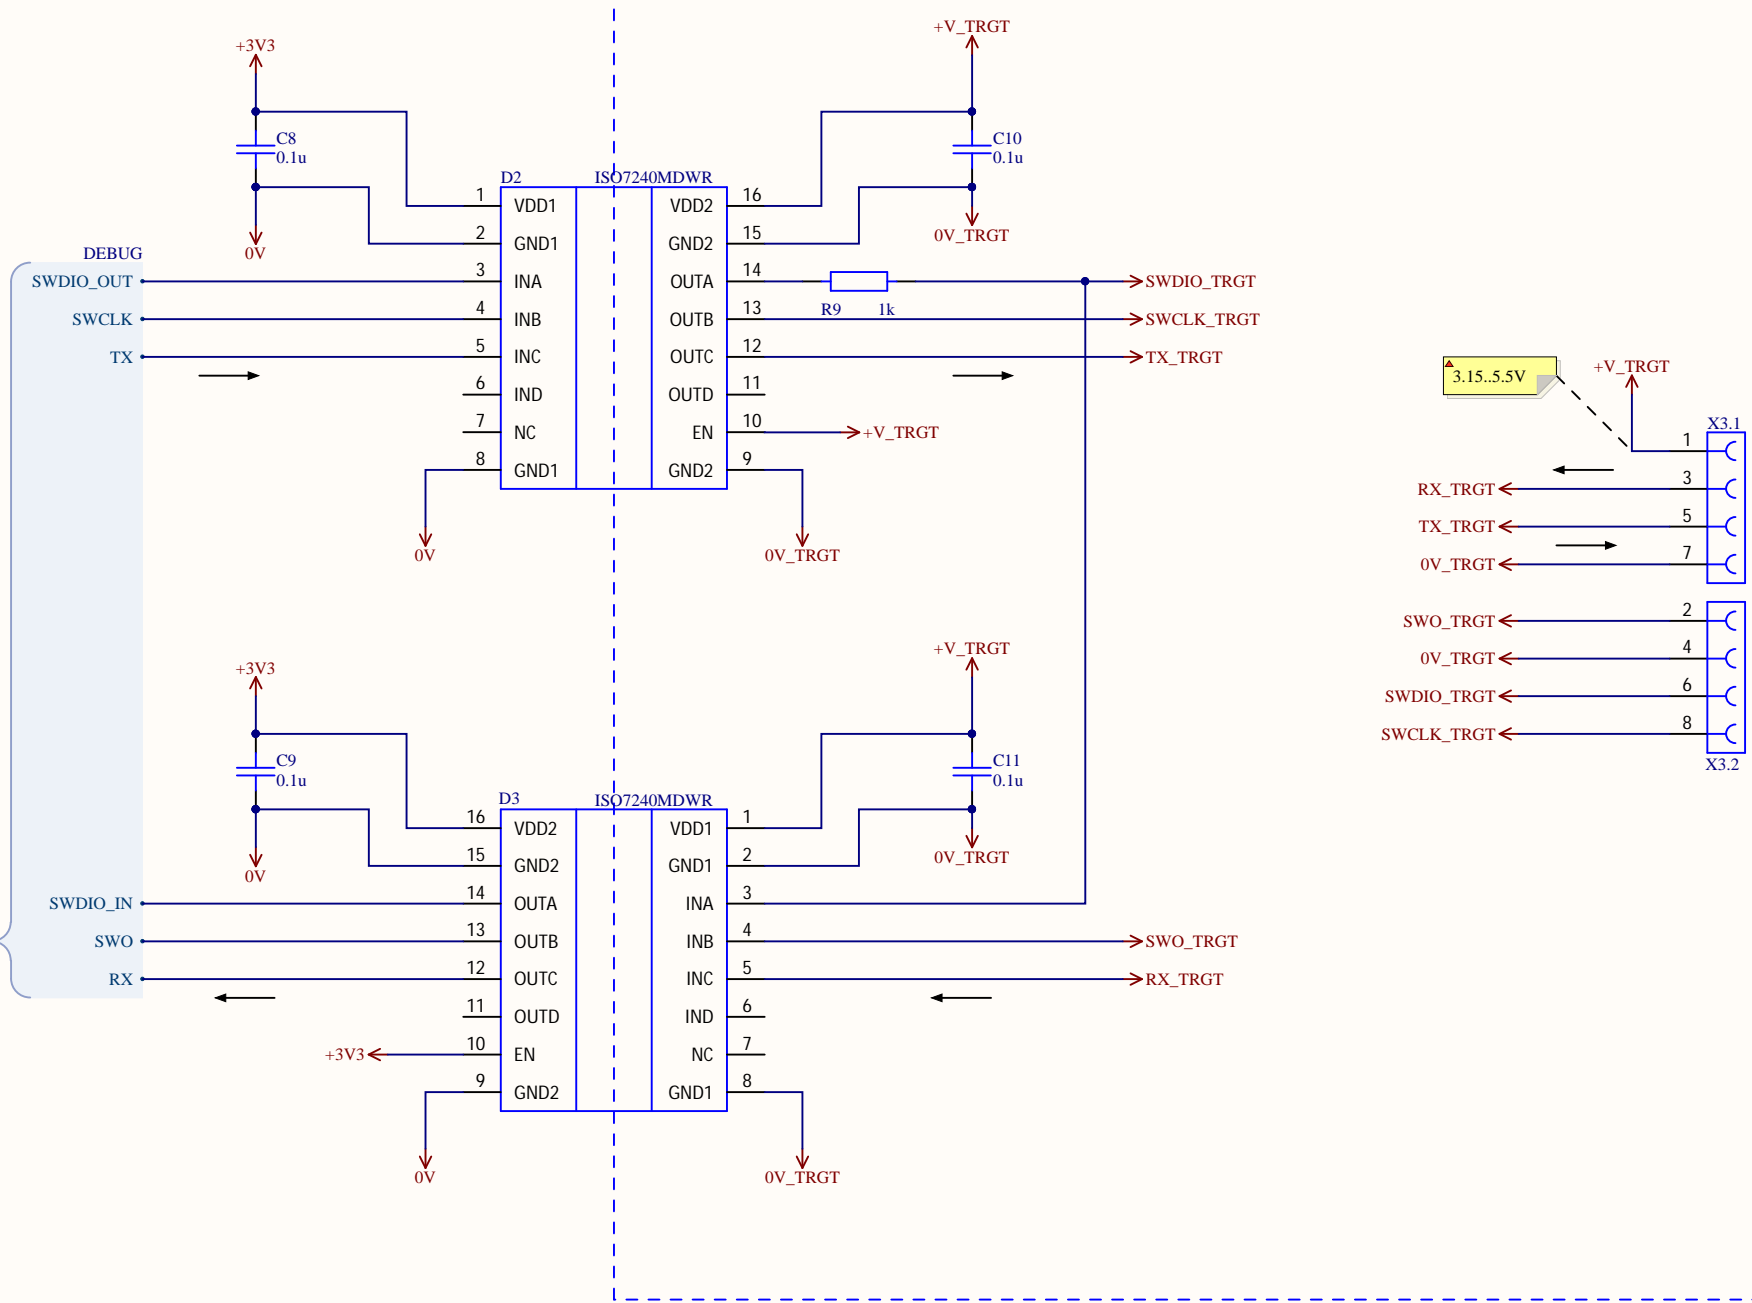 +3V3
C8
0.1u
0V
+V_TRGT
C10
0.1u
0V_TRGT
D2
ISO7240MDWR
1 VDD1 VDD2 16
2 GND1 GND2 15
3 INA OUTA 14
4 INB OUTB 13
5 INC OUTC 12
6 IND OUTD 11
7 NC EN 10
8 GND1 GND2 9
DEBUG
SWDIO_OUT
SWCLK
TX
R9 1k
SWDIO_TRGT
SWCLK_TRGT
TX_TRGT
+V_TRGT
0V
0V_TRGT
3.15..5.5V
+V_TRGT
X3.1
1
RX_TRGT 3
TX_TRGT 5
0V_TRGT 7
SWO_TRGT 2
0V_TRGT 4
SWDIO_TRGT 6
SWCLK_TRGT 8
X3.2
+3V3
C9
0.1u
0V
+V_TRGT
C11
0.1u
0V_TRGT
D3
ISO7240MDWR
16 VDD2 VDD1 1
15 GND2 GND1 2
14 OUTA INA 3
13 OUTB INB 4
12 OUTC INC 5
11 OUTD IND 6
10 EN NC 7
9 GND2 GND1 8
SWDIO_IN
SWO
RX
SWO_TRGT
RX_TRGT
+3V3
0V
0V_TRGT